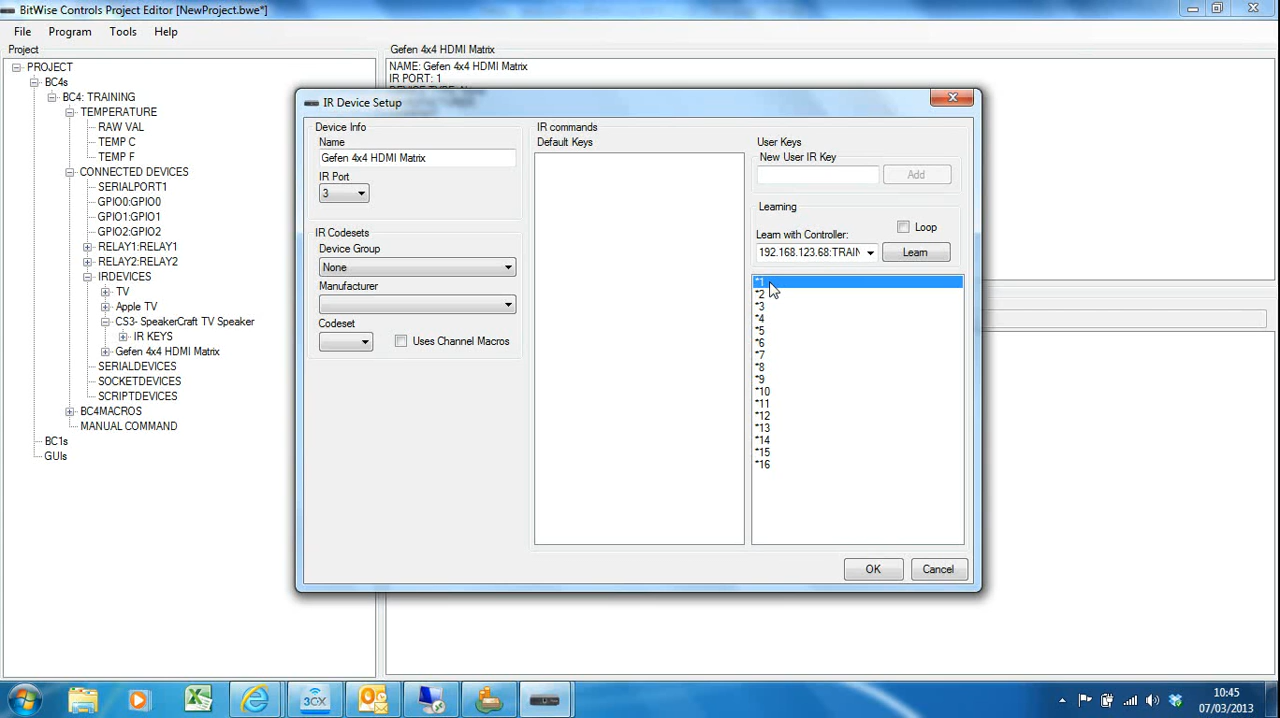 BitWise Controls Project Editor [NewProject.bwe*]
File Program Tools Help
Project
PROJECT
BC4s
BC4: TRAINING
TEMPERATURE
RAW VAL
TEMP C
TEMP F
CONNECTED DEVICES
SERIALPORT1
GPIO0:GPIO0
GPIO1:GPIO1
GPIO2:GPIO2
RELAY1:RELAY1
RELAY2:RELAY2
IRDEVICES
TV
Apple TV
CS3- SpeakerCraft TV Speaker
IR KEYS
Gefen 4x4 HDMI Matrix
SERIALDEVICES
SOCKETDEVICES
SCRIPTDEVICES
BC4MACROS
MANUAL COMMAND
BC1s
GUIs
Gefen 4x4 HDMI Matrix
NAME: Gefen 4x4 HDMI Matrix
IR PORT: 1
IR Device Setup
Device Info
Name
Gefen 4x4 HDMI Matrix
IR Port
3
IR Codesets
Device Group
None
Manufacturer
Codeset
Uses Channel Macros
IR commands
Default Keys
User Keys
New User IR Key
Add
Learning
Loop
Learn with Controller:
192.168.123.68:TRAIN
Learn
*1
*2
*3
*4
*5
*6
*7
*8
*9
*10
*11
*12
*13
*14
*15
*16
OK
Cancel
3CX
10:45
07/03/2013